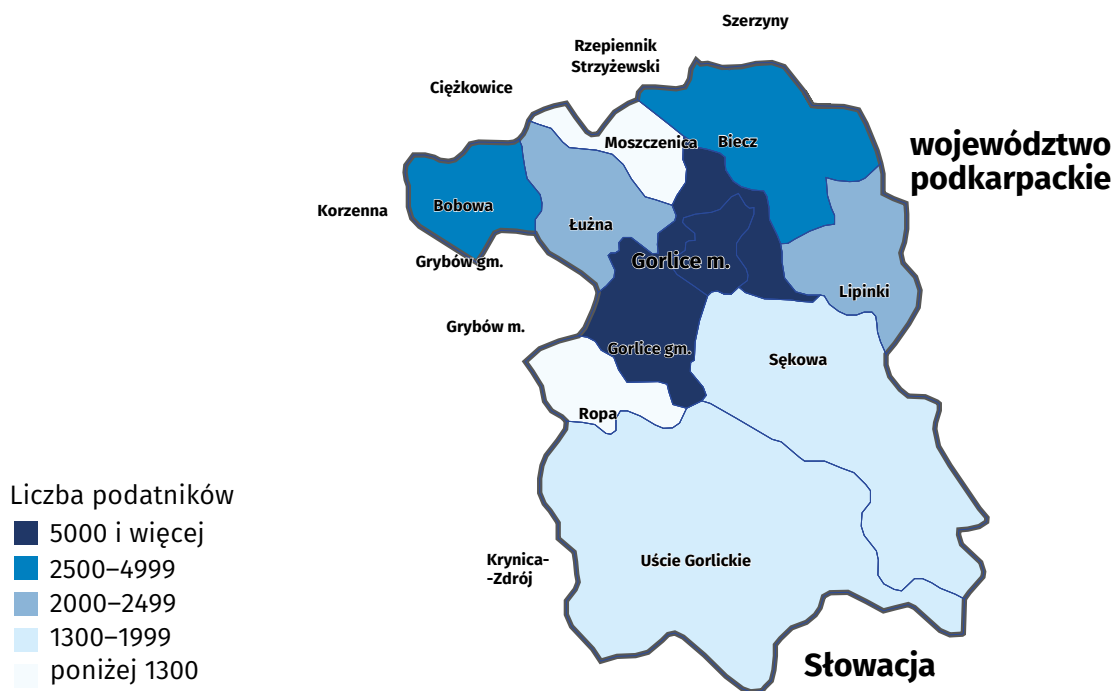 Szerzyny
Rzepiennik
Strzyżewski
Ciężkowice
Moszczenica
Biecz
województwo
podkarpackie
Korzenna
Bobowa
Łużna
Grybów gm.
Gorlice m.
Lipinki
Grybów m.
Gorlice gm.
Sękowa
Ropa
Liczba podatników
5000 i więcej
2500–4999
2000–2499
1300–1999
poniżej 1300
Krynica-
-Zdrój
Uście Gorlickie
Słowacja